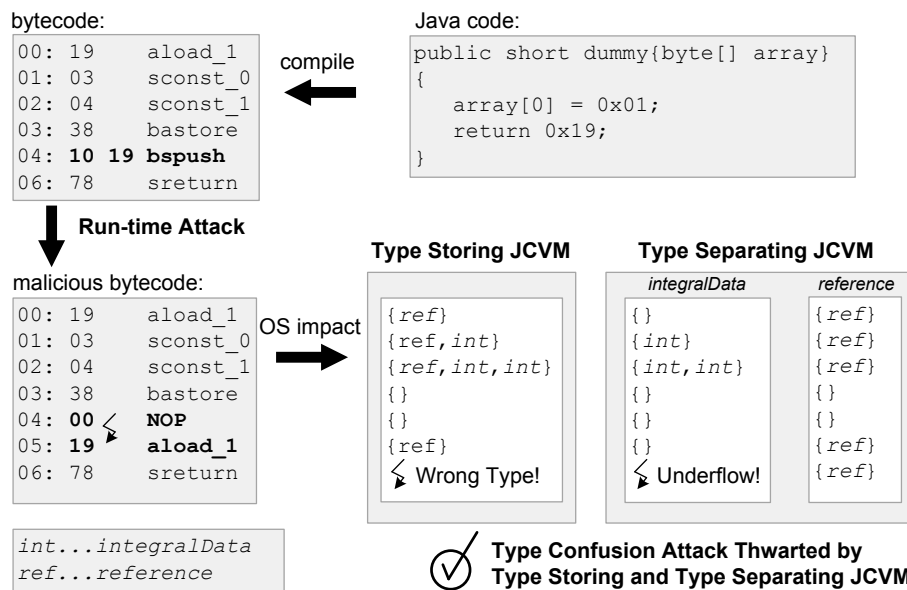 bytecode:
00: 19 aload_1
01: 03 sconst_0
02: 04 sconst_1
03: 38 bastore
04: 10 19 bspush
06: 78 sreturn
compile
Java code:
public short dummy{byte[] array}
{
array[0] = 0x01;
return 0x19;
}
Run-time Attack
malicious bytecode:
00: 19 aload_1
01: 03 sconst_0
02: 04 sconst_1
03: 38 bastore
04: 00 NOP
05: 19 aload_1
06: 78 sreturn
OS impact
Type Storing JCVM
{ref}
{ref,int}
{ref,int,int}
{}
{}
{ref}
Wrong Type!
Type Separating JCVM
integralData
{}
{int}
{int,int}
{}
{}
{}
Underflow!
reference
{ref}
{ref}
{ref}
{}
{}
{ref}
{ref}
int...integralData
ref...reference
Type Confusion Attack Thwarted by
Type Storing and Type Separating JCVM